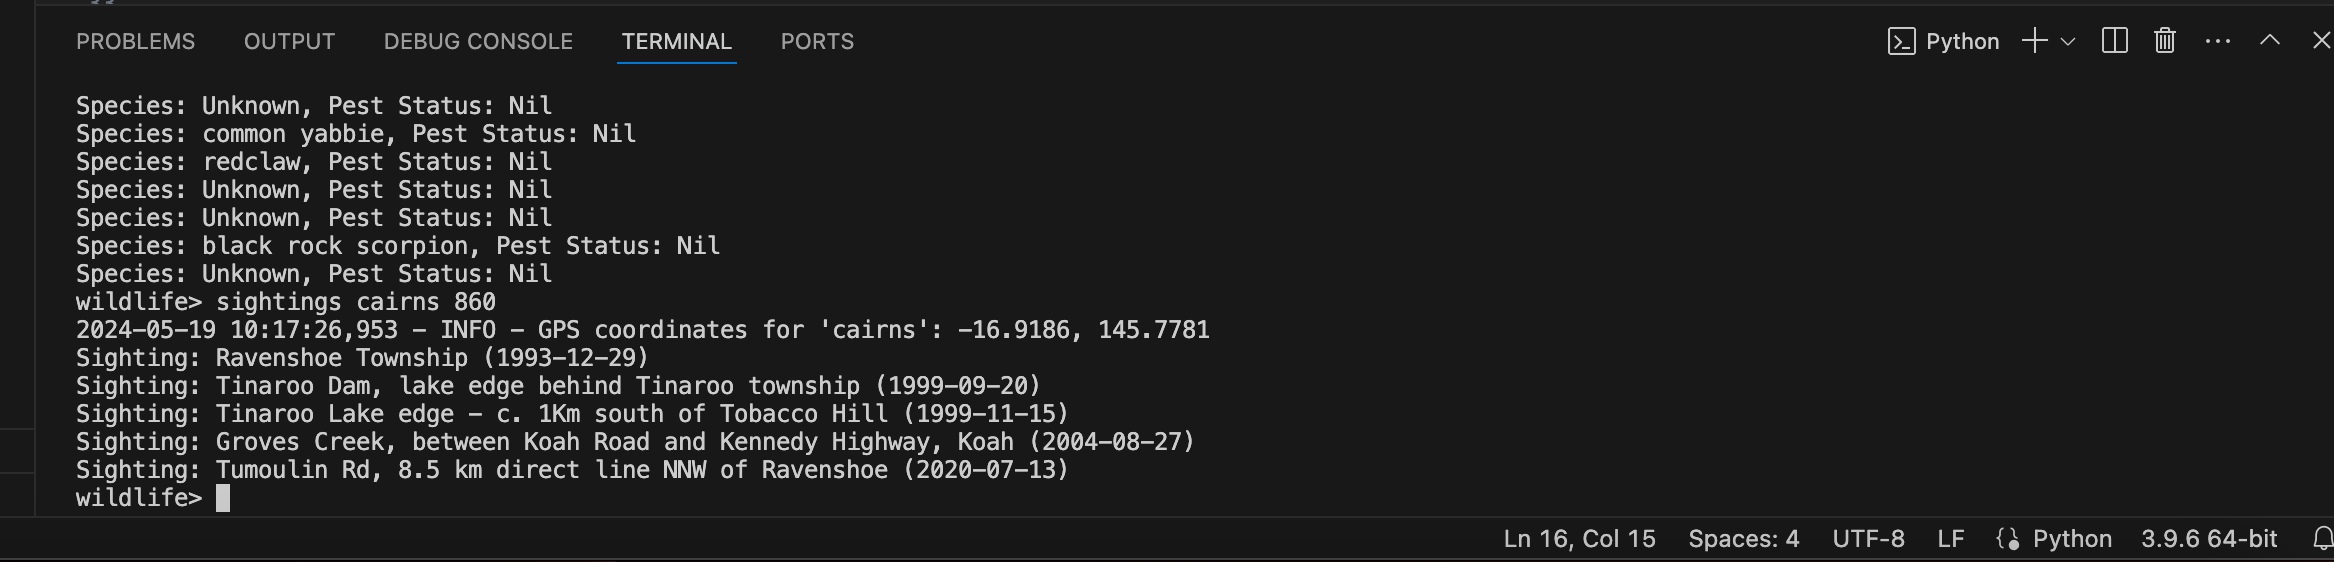 PROBLEMS OUTPUT DEBUG CONSOLE TERMINAL PORTS Python
Species: Unknown, Pest Status: Nil
Species: common yabbie, Pest Status: Nil
Species: redclaw, Pest Status: Nil
Species: Unknown, Pest Status: Nil
Species: Unknown, Pest Status: Nil
Species: black rock scorpion, Pest Status: Nil
Species: Unknown, Pest Status: Nil
wildlife> sightings cairns 860
2024-05-19 10:17:26,953 - INFO - GPS coordinates for 'cairns': -16.9186, 145.7781
Sighting: Ravenshoe Township (1993-12-29)
Sighting: Tinaroo Dam, lake edge behind Tinaroo township (1999-09-20)
Sighting: Tinaroo Lake edge - c. 1Km south of Tobacco Hill (1999-11-15)
Sighting: Groves Creek, between Koah Road and Kennedy Highway, Koah (2004-08-27)
Sighting: Tumoulin Rd, 8.5 km direct line NNW of Ravenshoe (2020-07-13)
wildlife>
Ln 16, Col 15 Spaces: 4 UTF-8 LF Python 3.9.6 64-bit